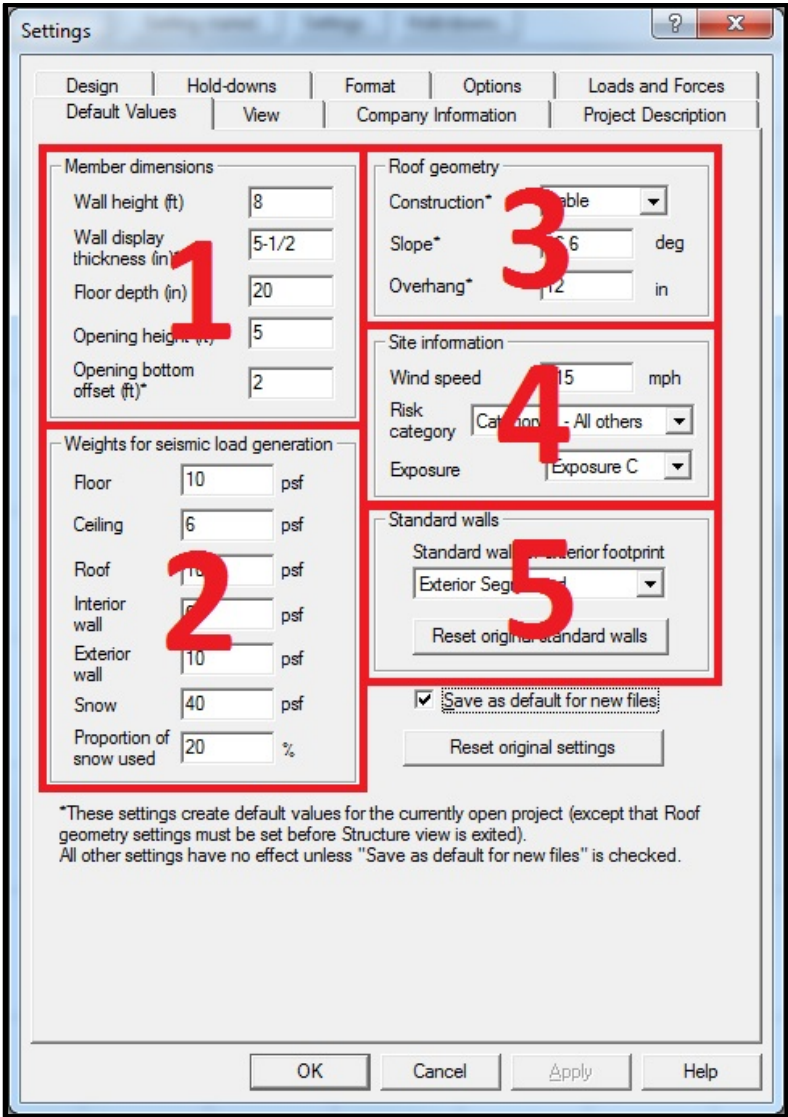 Settings
Design Hold-downs Format Options Loads and Forces
Default Values View Company Information Project Description
Member dimensions
Wall height (ft) 8
Wall display
thickness (in)* 5-1/2
Floor depth (in) 20
Opening height (ft) 5
Opening bottom
offset (ft)* 2
1
Weights for seismic load generation
Floor 10 psf
Ceiling 6 psf
Roof psf
Interior
wall psf
Exterior
wall 10 psf
Snow 40 psf
Proportion of
snow used 20 %
2
Roof geometry
Construction*
Slope* deg
Overhang* 12 in
3
Site information
Wind speed mph
Risk
category - All others
Exposure Exposure C
4
Standard walls
Standard wall exterior footprint
Exterior
Reset original standard walls
5
Save as default for new files
Reset original settings
*These settings create default values for the currently open project (except that Roof
geometry settings must be set before Structure view is exited).
All other settings have no effect unless "Save as default for new files" is checked.
OK Cancel Apply Help